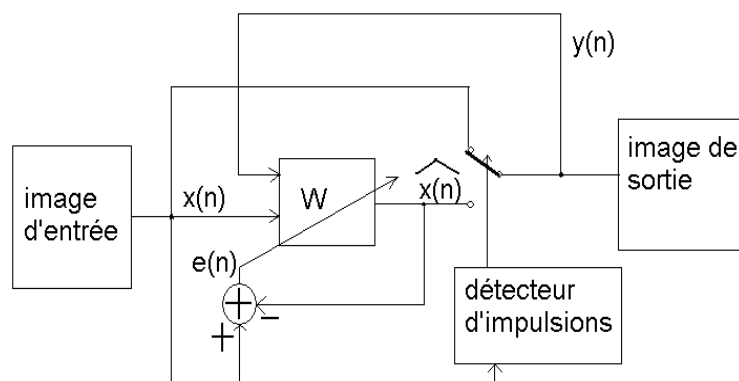 y(n)
image
d'entrée
x(n)
W
x(n)
image de
sortie
e(n)
+
+
−
détecteur
d'impulsions